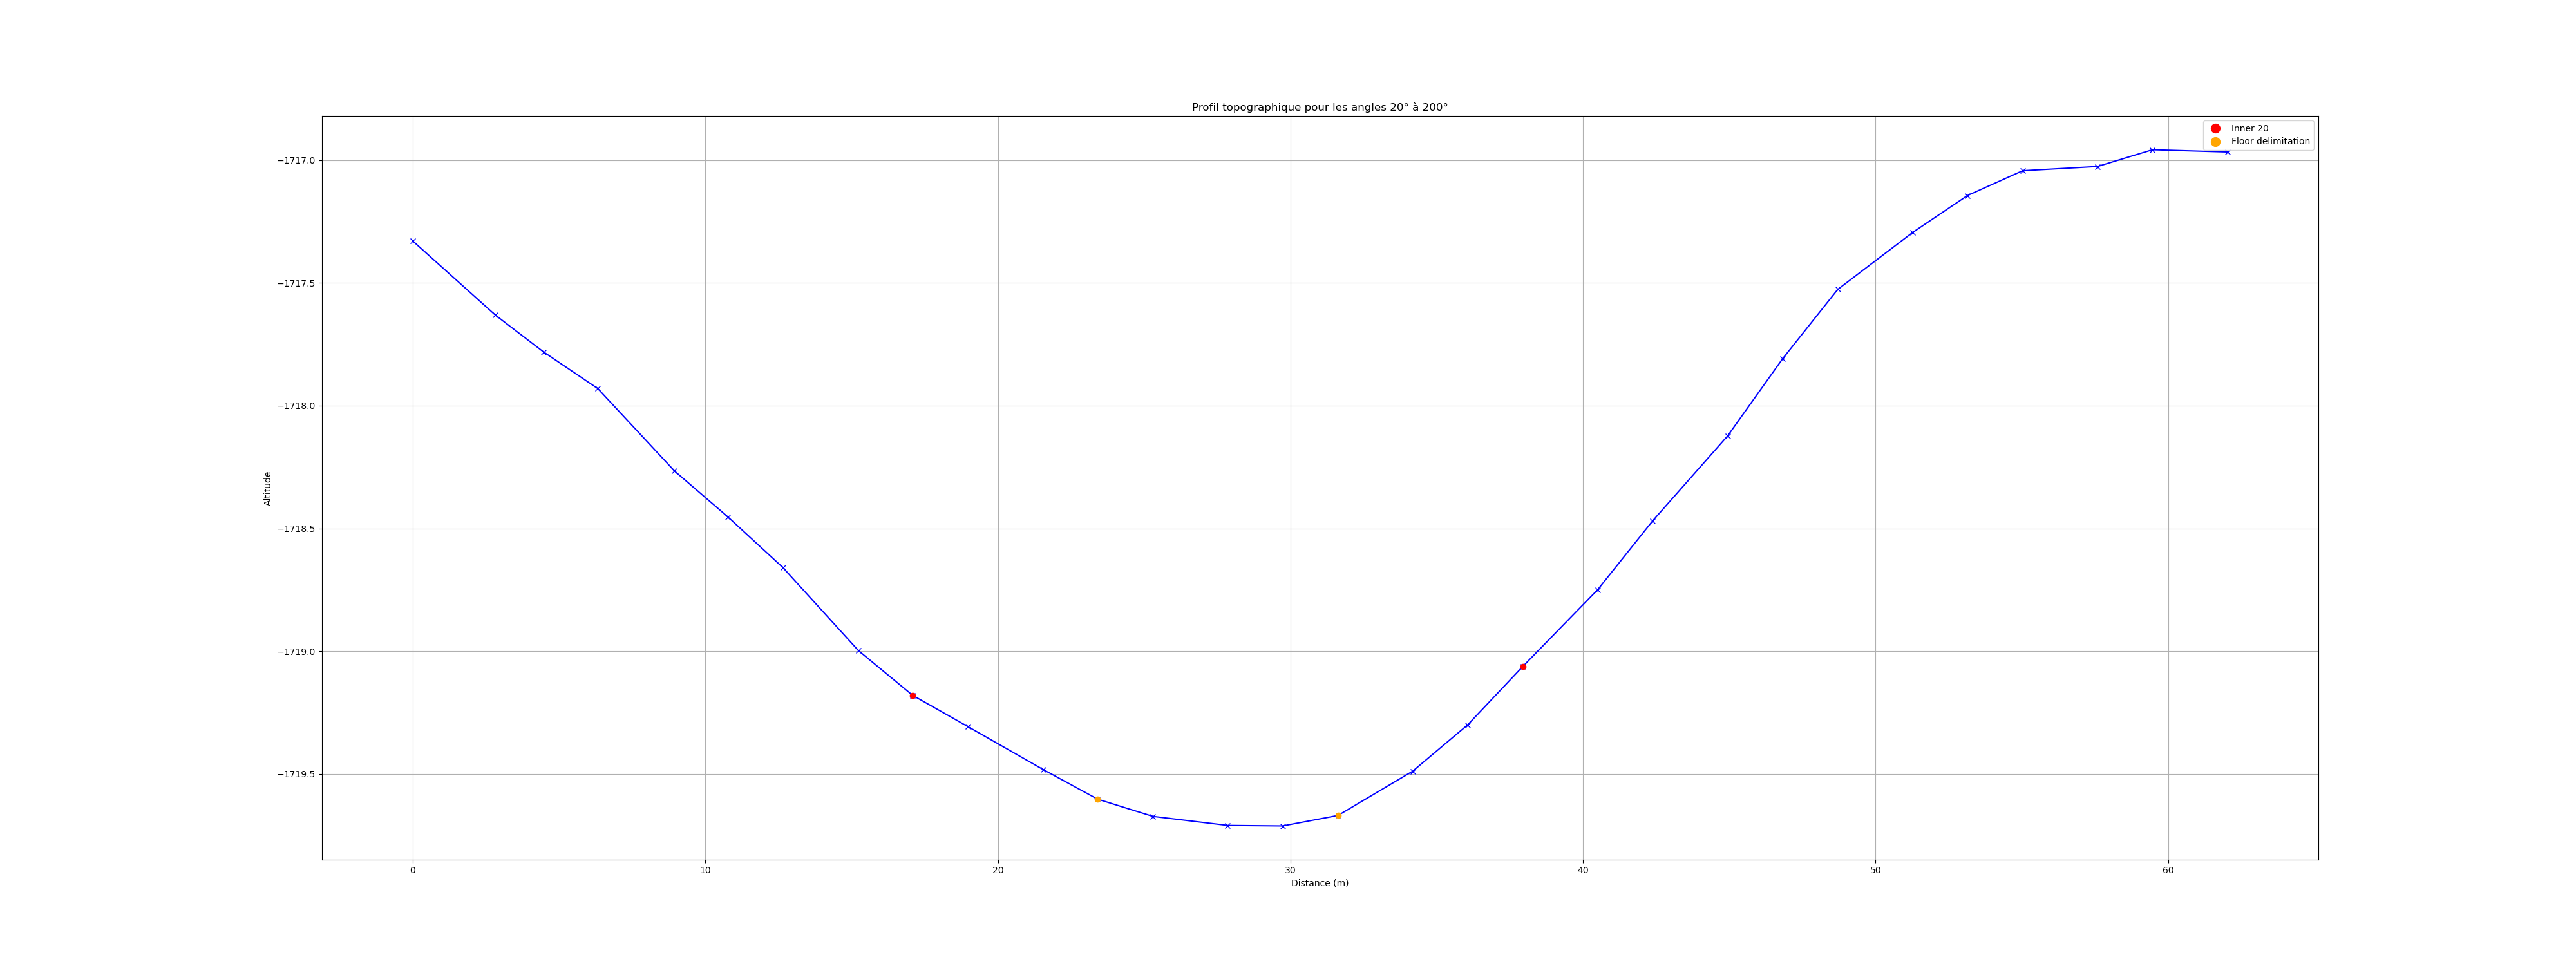 Profil topographique pour les angles 20° à 200°
Inner 20
Floor delimitation
−1717.0
−1717.5
−1718.0
−1718.5
−1719.0
−1719.5
Altitude
0 10 20 30 40 50 60
Distance (m)